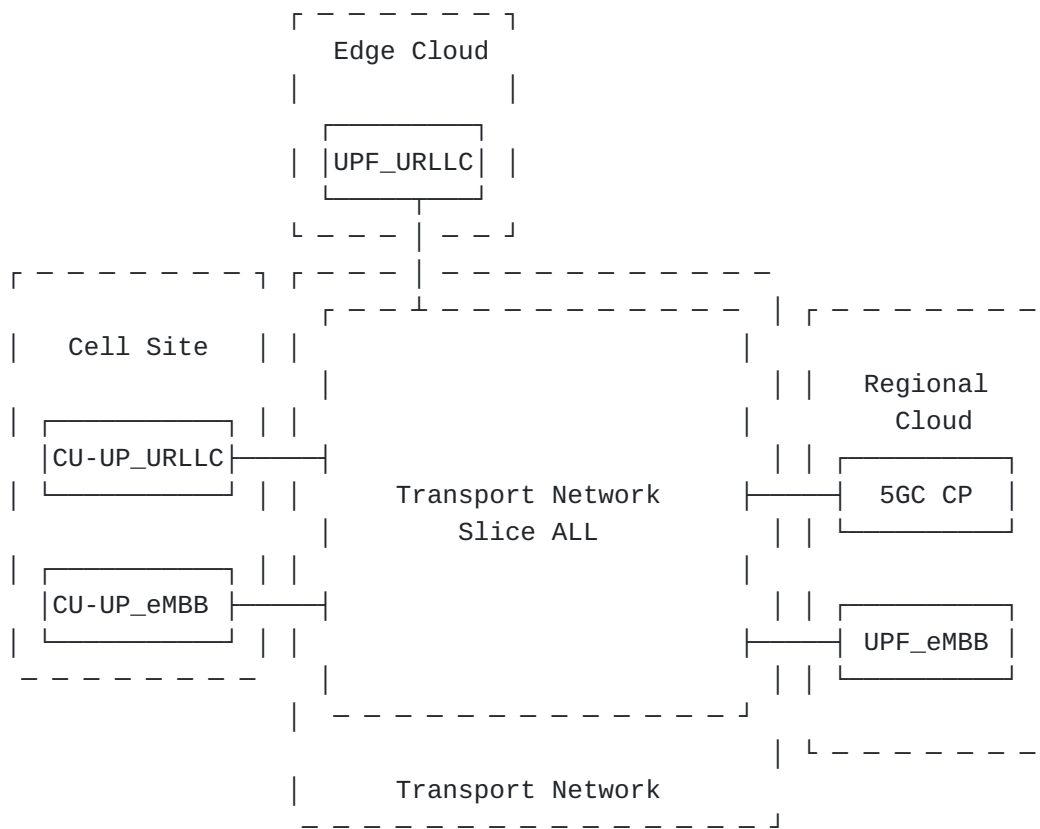 Edge Cloud
UPF_URLLC
Cell Site
Regional
Cloud
CU-UP_URLLC
Transport Network
5GC CP
Slice ALL
CU-UP_eMBB
UPF_eMBB
Transport Network